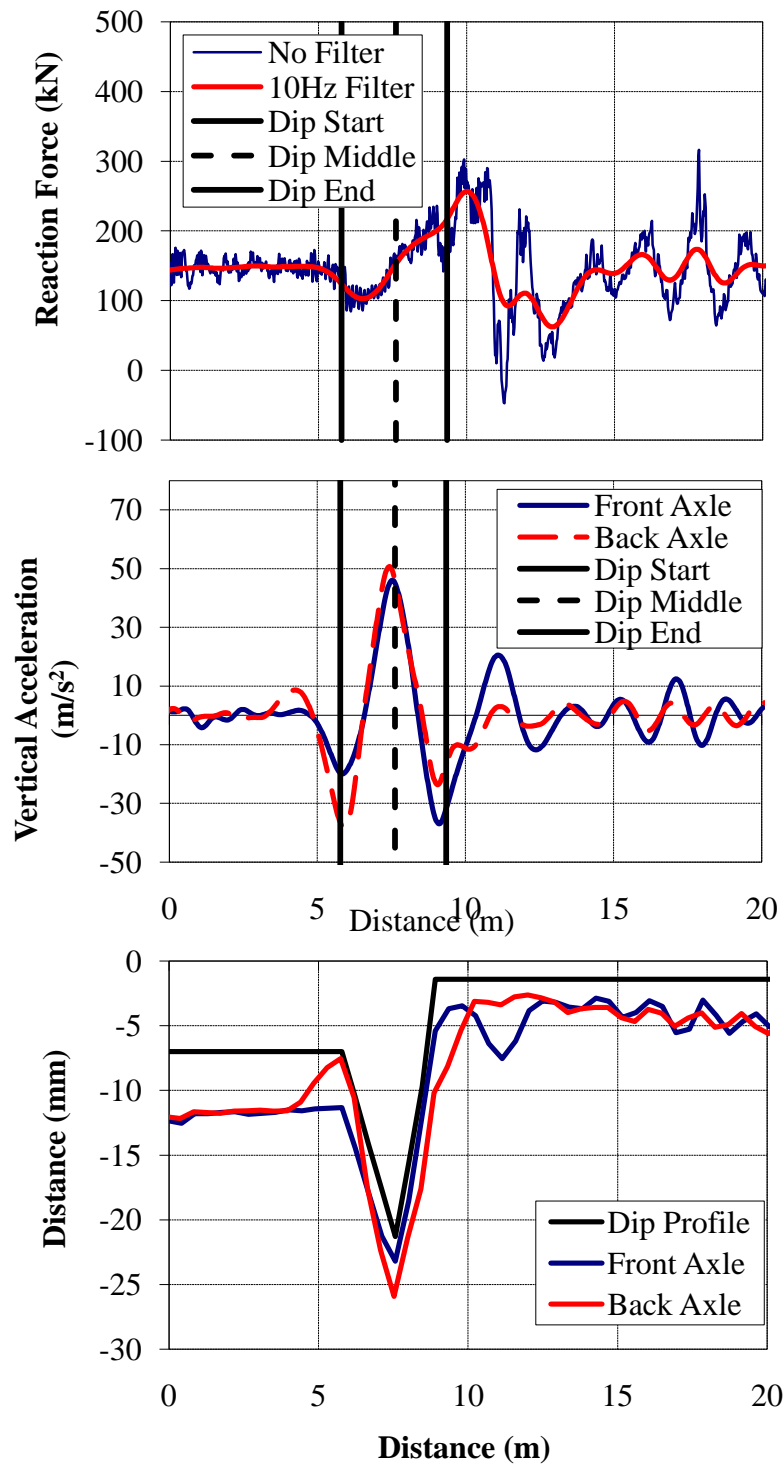 500
400
300
200
100
0
-100
Reaction Force (kN)
No Filter
10Hz Filter
Dip Start
Dip Middle
Dip End
70
50
30
10
-10
-30
-50
Vertical Acceleration
(m/s²)
Front Axle
Back Axle
Dip Start
Dip Middle
Dip End
0 5 10 15 20
Distance (m)
0
-5
-10
-15
-20
-25
-30
Distance (mm)
Dip Profile
Front Axle
Back Axle
0 5 10 15 20
Distance (m)